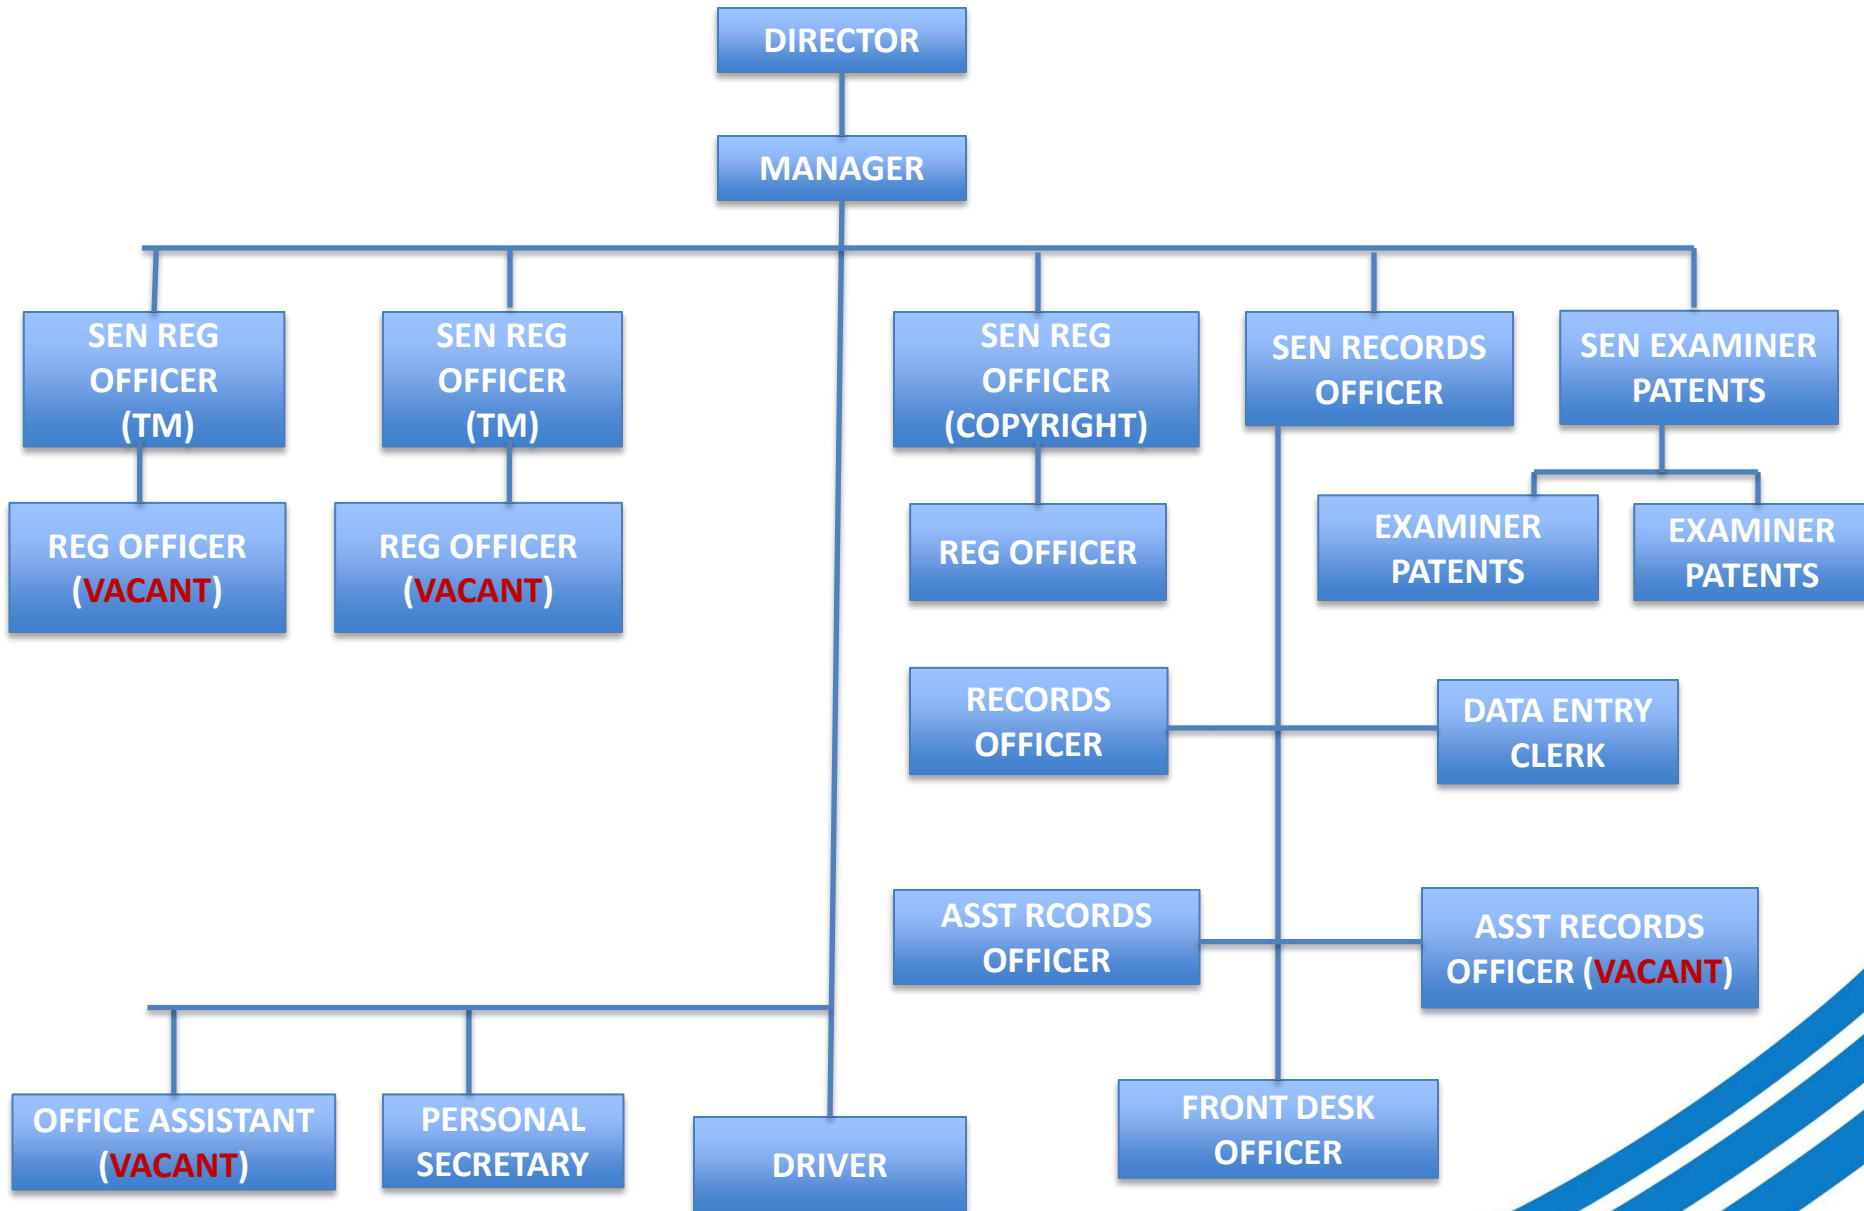 DIRECTOR
MANAGER
SEN REG
OFFICER
(TM)
SEN REG
OFFICER
(TM)
SEN REG
OFFICER
(COPYRIGHT)
SEN RECORDS
OFFICER
SEN EXAMINER
PATENTS
REG OFFICER
(VACANT)
REG OFFICER
(VACANT)
REG OFFICER
EXAMINER
PATENTS
EXAMINER
PATENTS
RECORDS
OFFICER
DATA ENTRY
CLERK
ASST RCORDS
OFFICER
ASST RECORDS
OFFICER (VACANT)
OFFICE ASSISTANT
(VACANT)
PERSONAL
SECRETARY
DRIVER
FRONT DESK
OFFICER